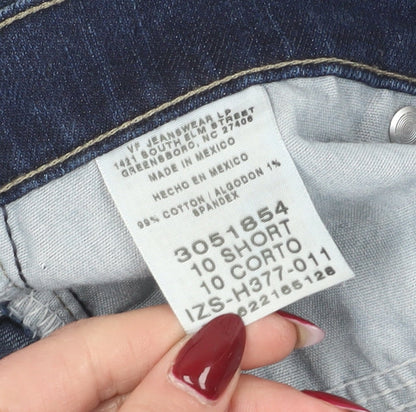 VF JEANSWEAR LP
1421 SOUTH ELM STREET
GREENSBORO, NC 27406
MADE IN MEXICO
HECHO EN MEXICO
99% COTTON / ALGODON 1%
SPANDEX
3051854
10 SHORT
10 CORTO
IZS-H377-011
622165128